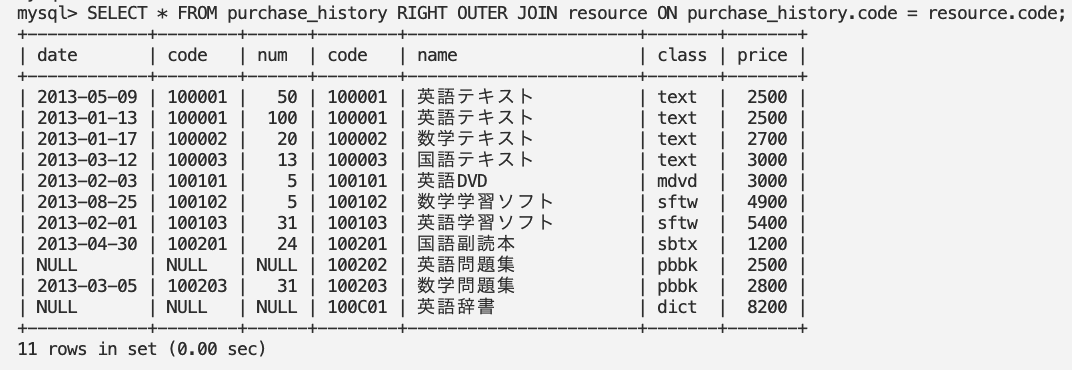 mysql> SELECT * FROM purchase_history RIGHT OUTER JOIN resource ON purchase_history.code = resource.code;
+------------+--------+------+--------+-----------------------+-------+-------+
| date       | code   | num  | code   | name                  | class | price |
+------------+--------+------+--------+-----------------------+-------+-------+
| 2013-05-09 | 100001 |   50 | 100001 | 英語テキスト | text  |  2500 |
| 2013-01-13 | 100001 |  100 | 100001 | 英語テキスト | text  |  2500 |
| 2013-01-17 | 100002 |   20 | 100002 | 数学テキスト | text  |  2700 |
| 2013-03-12 | 100003 |   13 | 100003 | 国語テキスト | text  |  3000 |
| 2013-02-03 | 100101 |    5 | 100101 | 英語DVD | mdvd  |  3000 |
| 2013-08-25 | 100102 |    5 | 100102 | 数学学習ソフト | sftw  |  4900 |
| 2013-02-01 | 100103 |   31 | 100103 | 英語学習ソフト | sftw  |  5400 |
| 2013-04-30 | 100201 |   24 | 100201 | 国語副読本 | sbtx  |  1200 |
| NULL       | NULL   | NULL | 100202 | 英語問題集 | pbbk  |  2500 |
| 2013-03-05 | 100203 |   31 | 100203 | 数学問題集 | pbbk  |  2800 |
| NULL       | NULL   | NULL | 100C01 | 英語辞書 | dict  |  8200 |
+------------+--------+------+--------+-----------------------+-------+-------+
11 rows in set (0.00 sec)